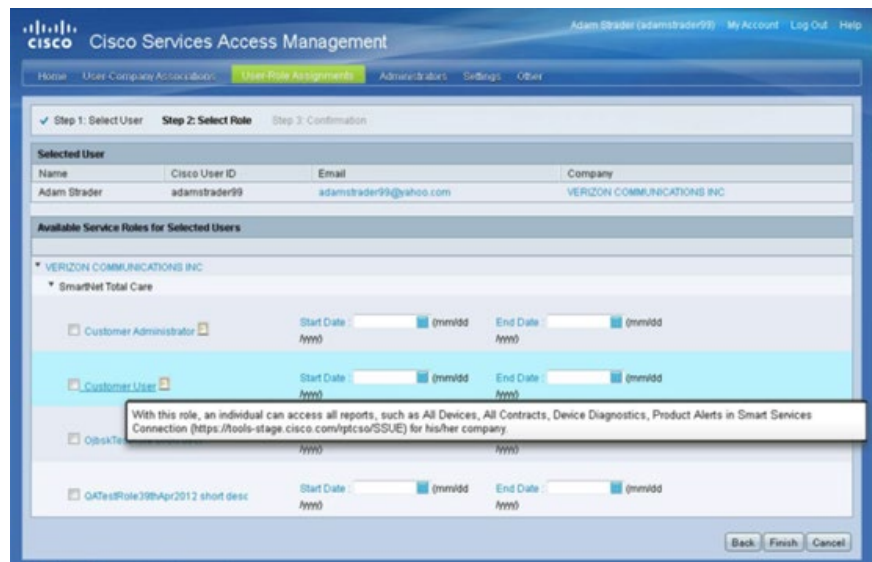 Adam Strader (adamstrader99) My Account Log Out Help
CISCO Cisco Services Access Management
Home User-Company Associations User-Role Assignments Administrators Settings Other
✓ Step 1: Select User Step 2: Select Role Step 3: Confirmation
Selected User
Name Cisco User ID Email Company
Adam Strader adamstrader99 adamstrader99@yahoo.com VERIZON COMMUNICATIONS INC
Available Service Roles for Selected Users
VERIZON COMMUNICATIONS INC
SmartNet Total Care
Customer Administrator Start Date : (mm/dd End Date : (mm/dd
/yyyy) /yyyy)
Customer User Start Date : (mm/dd End Date : (mm/dd
/yyyy) /yyyy)
With this role, an individual can access all reports, such as All Devices, All Contracts, Device Diagnostics, Product Alerts in Smart Services
Connection (https://tools-stage.cisco.com/rptcso/SSUE) for his/her company.
/yyyy) /yyyy)
QATestRole39thApr2012 short desc Start Date : (mm/dd End Date : (mm/dd
/yyyy) /yyyy)
Back Finish Cancel